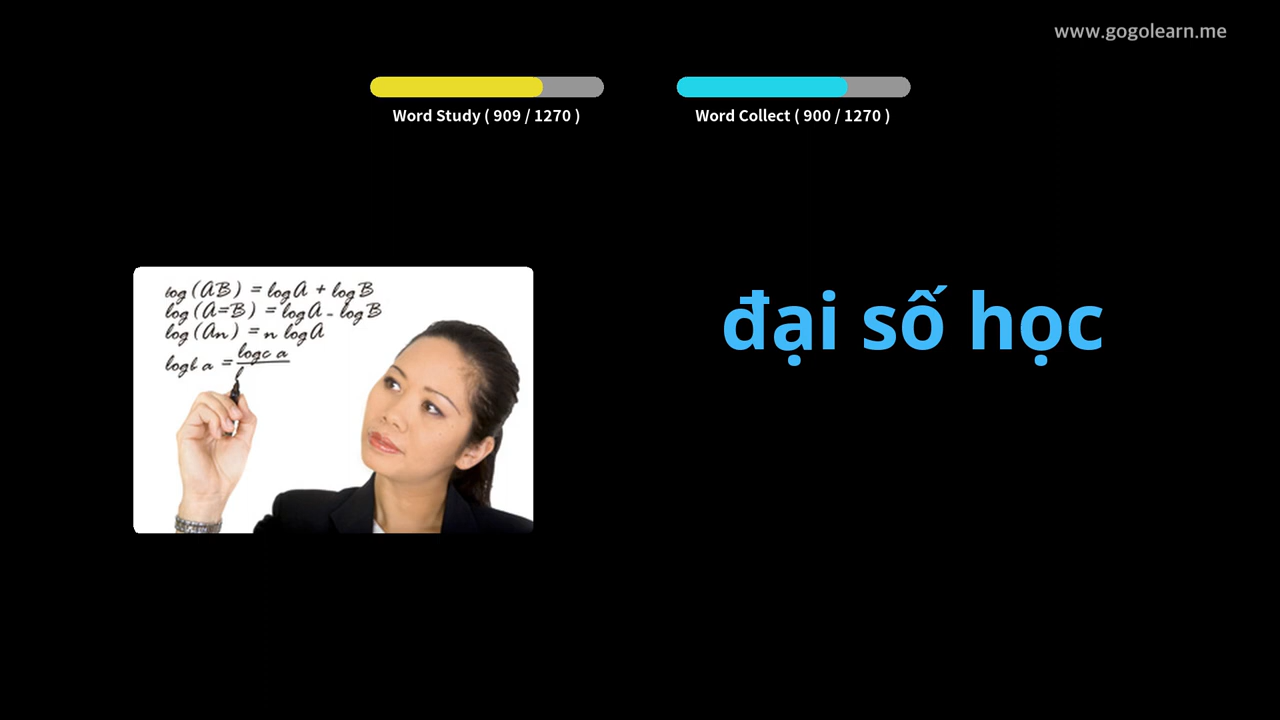 www.gogolearn.me
Word Study ( 909 / 1270 )
Word Collect ( 900 / 1270 )
log (AB) = log A + log B
log (A=B) = log A - log B
log (An) = n log A
logb a = logc a
đại số học